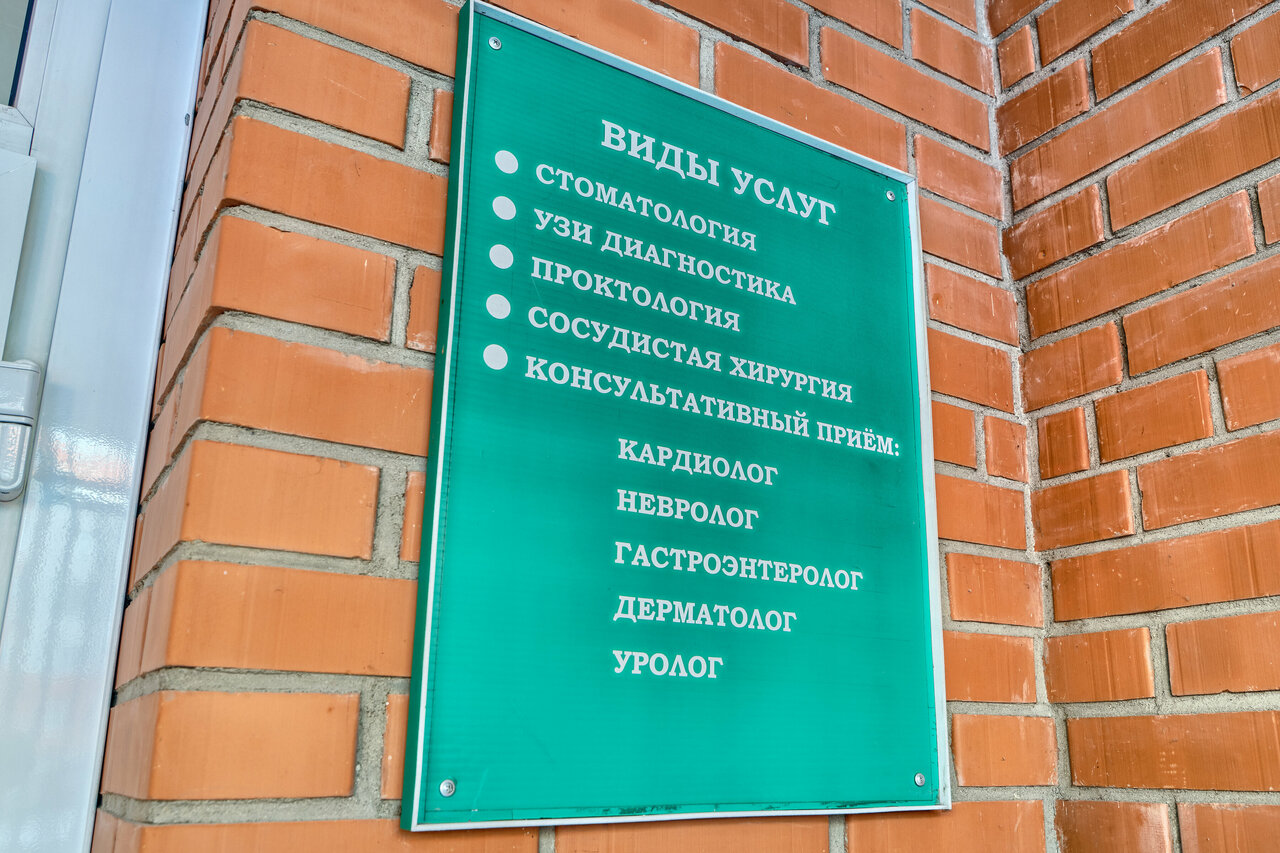 ВИДЫ УСЛУГ
СТОМАТОЛОГИЯ
УЗИ ДИАГНОСТИКА
ПРОКТОЛОГИЯ
СОСУДИСТАЯ ХИРУРГИЯ
КОНСУЛЬТАТИВНЫЙ ПРИЁМ:
КАРДИОЛОГ
НЕВРОЛОГ
ГАСТРОЭНТЕРОЛОГ
ДЕРМАТОЛОГ
УРОЛОГ